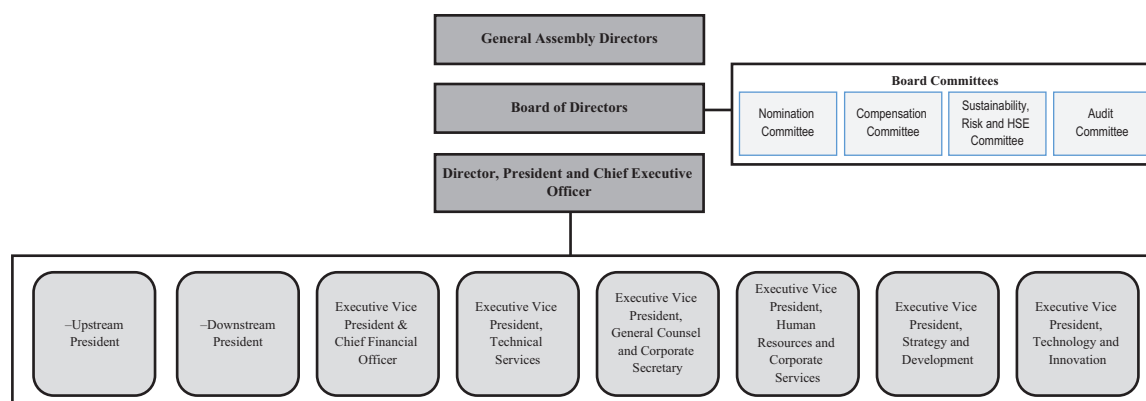 General Assembly Directors
Board of Directors
Board Committees
Nomination
Committee
Compensation
Committee
Sustainability,
Risk and HSE
Committee
Audit
Committee
Director, President and Chief Executive
Officer
–Upstream
President
–Downstream
President
Executive Vice
President &
Chief Financial
Officer
Executive Vice
President,
Technical
Services
Executive Vice
President,
General Counsel
and Corporate
Secretary
Executive Vice
President,
Human
Resources and
Corporate
Services
Executive Vice
President,
Strategy and
Development
Executive Vice
President,
Technology and
Innovation